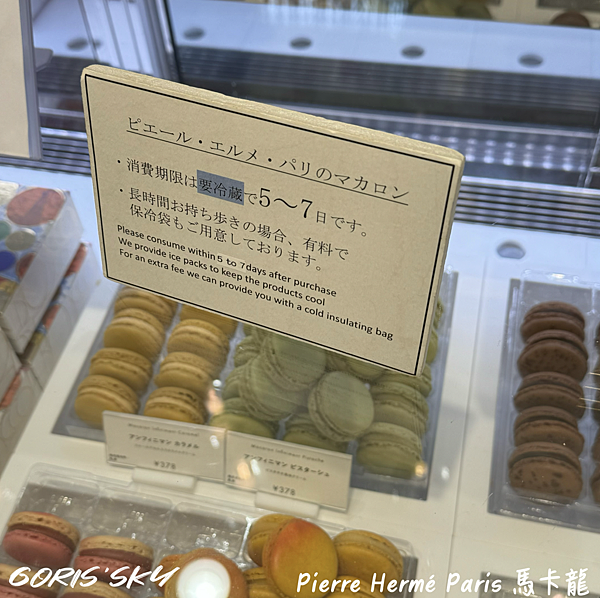 ピエール・エルメ・パリのマカロン
・消費期限は要冷蔵で5〜7日です。
・長時間お持ち歩きの場合、有料で
保冷袋もご用意しております。
Please consume within 5 to 7days after purchase
We provide ice packs to keep the products cool
For an extra fee we can provide you with a cold insulating bag
アンフィニマン カラメル
¥378
アンフィニマン ピスターシュ
¥378
GORIS'SKY
Pierre Hermé Paris 馬卡龍